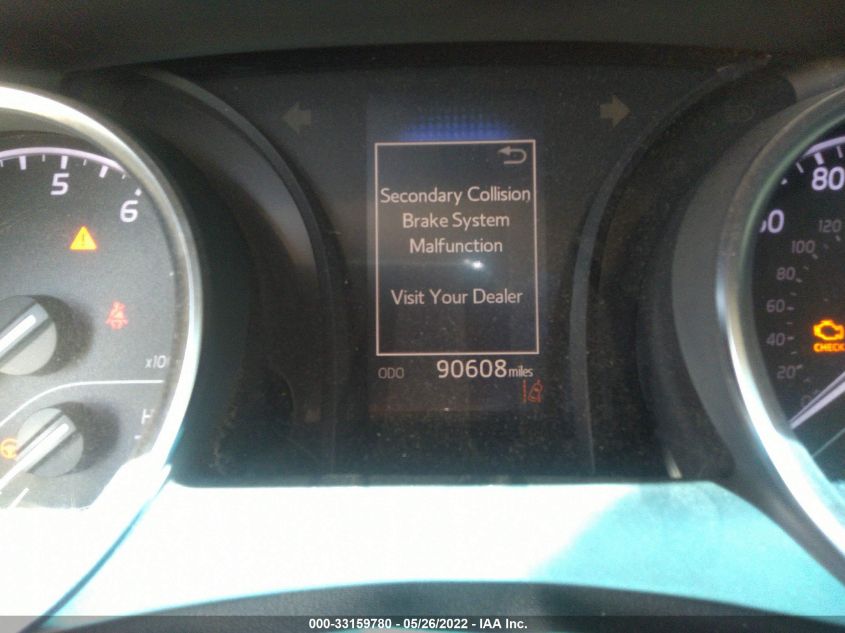 5
6
x10
H
Secondary Collision
Brake System
Malfunction
Visit Your Dealer
ODO 90608 miles
80
120
100
80
60
40
20
CHECK
000-33159780 - 05/26/2022 - IAA Inc.